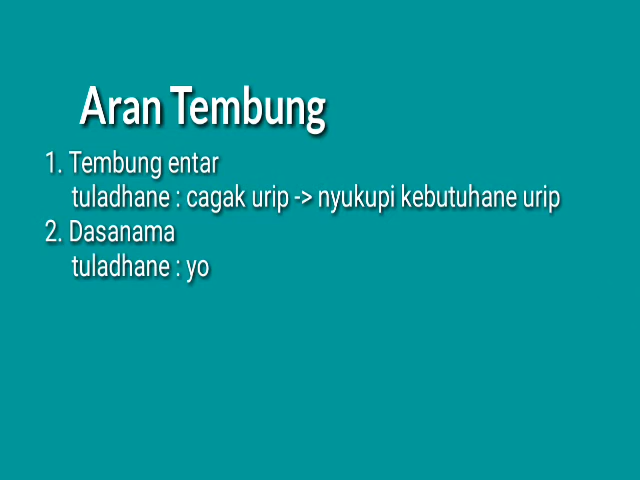 Aran Tembung
1. Tembung entar
tuladhane : cagak urip -> nyukupi kebutuhane urip
2. Dasanama
tuladhane : yo